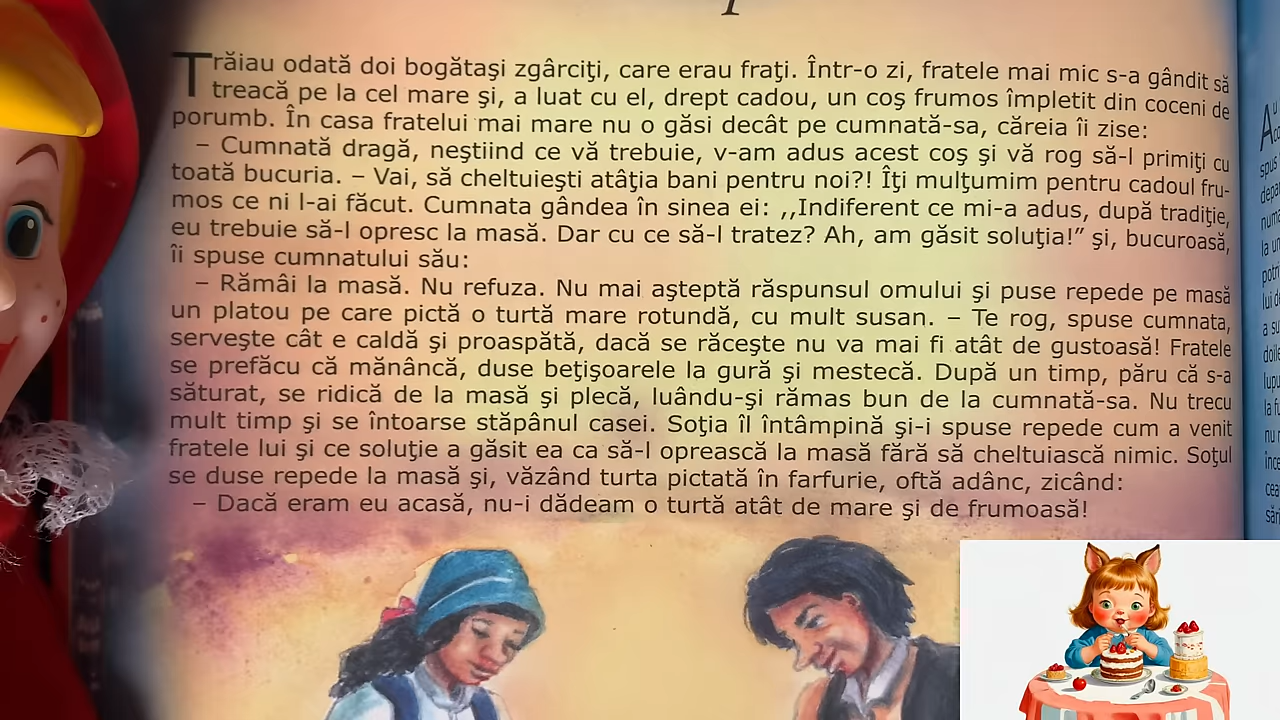 Trăiau odată doi bogătaşi zgârciţi, care erau fraţi. Într-o zi, fratele mai mic s-a gândit să
treacă pe la cel mare şi, a luat cu el, drept cadou, un coş frumos împletit din coceni de
porumb. În casa fratelui mai mare nu o găsi decât pe cumnată-sa, căreia îi zise:
– Cumnată dragă, neştiind ce vă trebuie, v-am adus acest coş şi vă rog să-l primiţi cu
toată bucuria. – Vai, să cheltuieşti atâţia bani pentru noi?! Îţi mulţumim pentru cadoul fru-
mos ce ni l-ai făcut. Cumnata gândea în sinea ei: ,,Indiferent ce mi-a adus, după tradiţie,
eu trebuie să-l opresc la masă. Dar cu ce să-l tratez? Ah, am găsit soluţia!” şi, bucuroasă,
îi spuse cumnatului său:
– Rămâi la masă. Nu refuza. Nu mai aşteptă răspunsul omului şi puse repede pe masă
un platou pe care pictă o turtă mare rotundă, cu mult susan. – Te rog, spuse cumnata,
serveşte cât e caldă şi proaspătă, dacă se răceşte nu va mai fi atât de gustoasă! Fratele
se prefăcu că mănâncă, duse beţişoarele la gură şi mestecă. După un timp, păru că s-a
săturat, se ridică de la masă şi plecă, luându-şi rămas bun de la cumnată-sa. Nu trecu
mult timp şi se întoarse stăpânul casei. Soţia îl întâmpină şi-i spuse repede cum a venit
fratele lui şi ce soluţie a găsit ea ca să-l oprească la masă fără să cheltuiască nimic. Soţul
se duse repede la masă şi, văzând turta pictată în farfurie, oftă adânc, zicând:
– Dacă eram eu acasă, nu-i dădeam o turtă atât de mare şi de frumoasă!